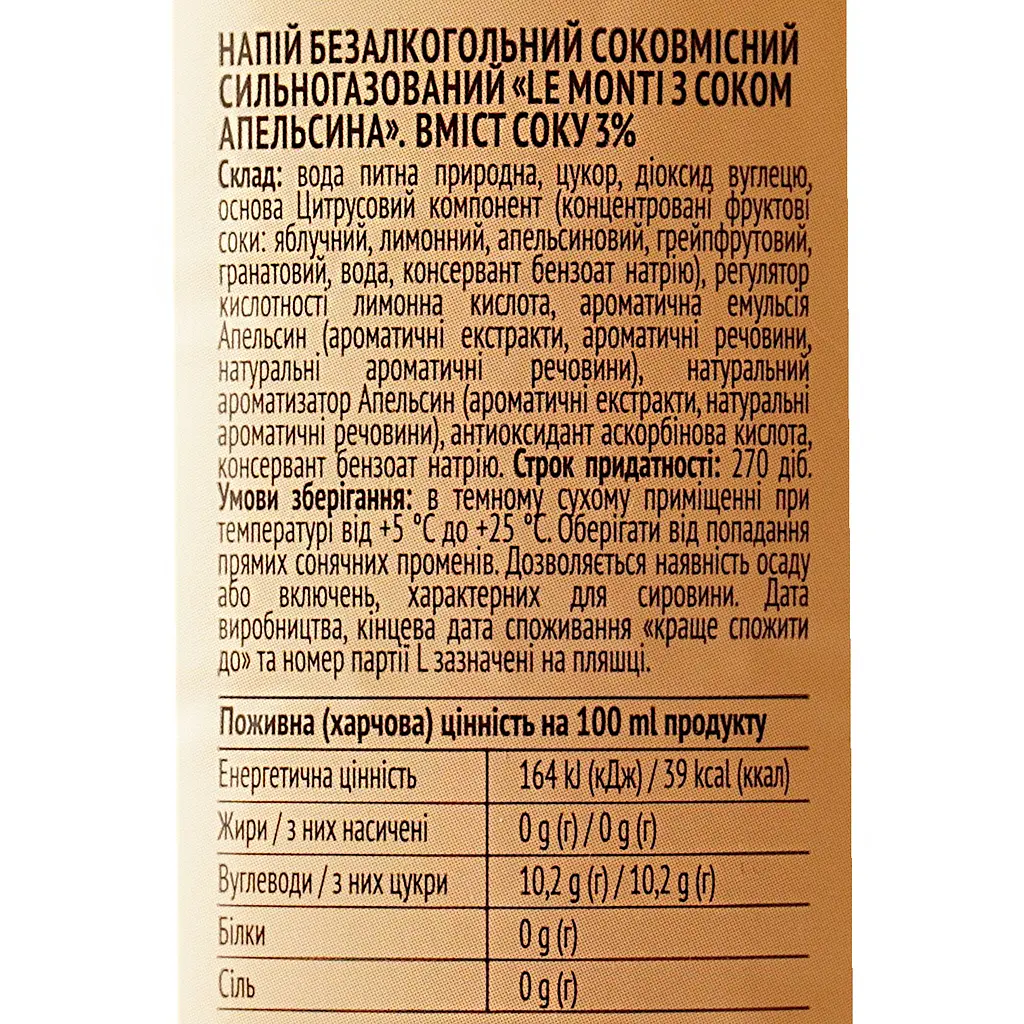 НАПІЙ БЕЗАЛКОГОЛЬНИЙ СОКОВМІСНИЙ
СИЛЬНОГАЗОВАНИЙ «LE MONTI З СОКОМ
АПЕЛЬСИНА». ВМІСТ СОКУ 3%
Склад: вода питна природна, цукор, діоксид вуглецю,
основа Цитрусовий компонент (концентровані фруктові
соки: яблучний, лимонний, апельсиновий, грейпфрутовий,
гранатовий, вода, консервант бензоат натрію), регулятор
кислотності лимонна кислота, ароматична емульсія
Апельсин (ароматичні екстракти, ароматичні речовини,
натуральні ароматичні речовини), натуральний
ароматизатор Апельсин (ароматичні екстракти, натуральні
ароматичні речовини), антиоксидант аскорбінова кислота,
консервант бензоат натрію. Строк придатності: 270 діб.
Умови зберігання: в темному сухому приміщенні при
температурі від +5 °C до +25 °C. Оберігати від попадання
прямих сонячних променів. Дозволяється наявність осаду
або включень, характерних для сировини. Дата
виробництва, кінцева дата споживання «краще спожити
до» та номер партії L зазначені на пляшці.
Поживна (харчова) цінність на 100 ml продукту
Енергетична цінність 164 kJ (кДж) / 39 kcal (ккал)
Жири / з них насичені 0 g (г) / 0 g (г)
Вуглеводи / з них цукри 10,2 g (г) / 10,2 g (г)
Білки 0 g (г)
Сіль 0 g (г)